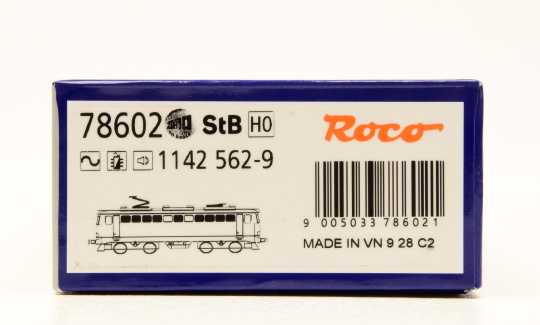 78602 StB H0
Roco
1142 562-9
9 005033 786021
MADE IN VN 9 28 C2